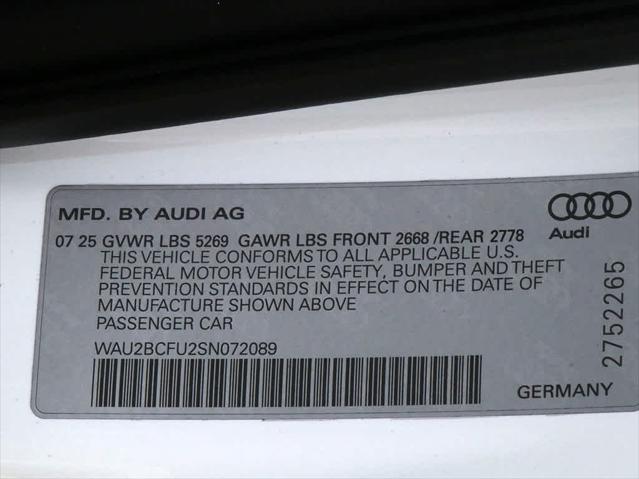 MFD. BY AUDI AG
07 25 GVWR LBS 5269 GAWR LBS FRONT 2668 /REAR 2778
THIS VEHICLE CONFORMS TO ALL APPLICABLE U.S.
FEDERAL MOTOR VEHICLE SAFETY, BUMPER AND THEFT
PREVENTION STANDARDS IN EFFECT ON THE DATE OF
MANUFACTURE SHOWN ABOVE
PASSENGER CAR
WAU2BCFU2SN072089
Audi
2752265
GERMANY